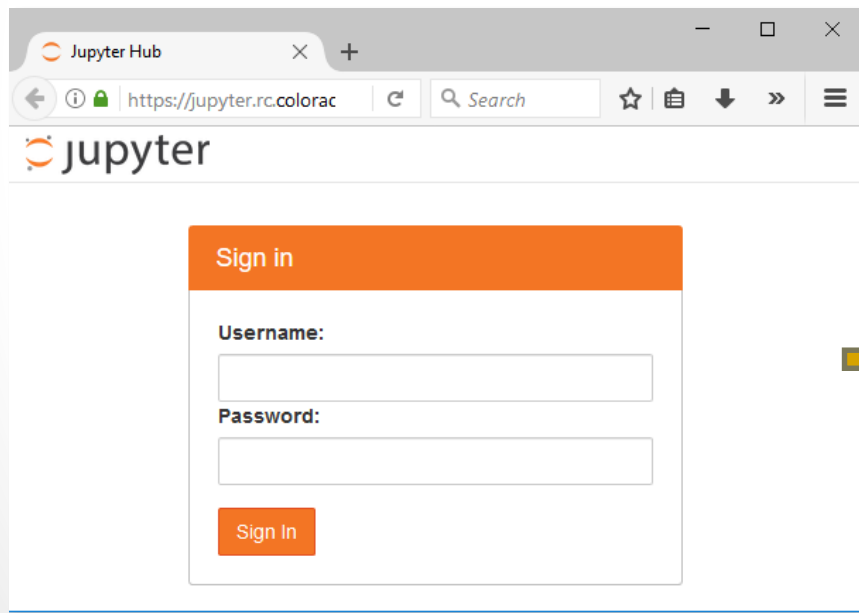 Jupyter Hub
https://jupyter.rc.colorac
Search
jupyter
Sign in
Username:
Password:
Sign In